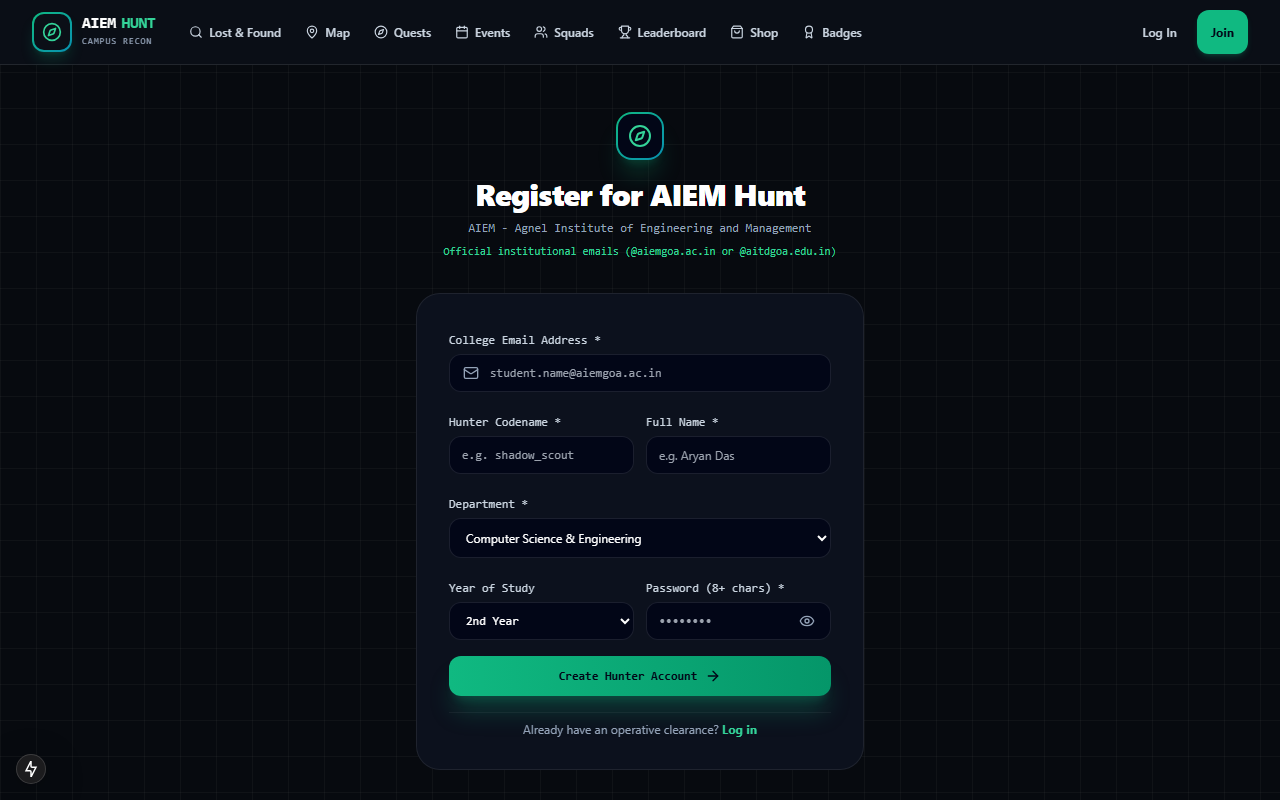 AIEM HUNT
CAMPUS RECON
Lost & Found
Map
Quests
Events
Squads
Leaderboard
Shop
Badges
Log In
Join
Register for AIEM Hunt
AIEM - Agnel Institute of Engineering and Management
Official institutional emails (@aiemgoa.ac.in or @aitdgoa.edu.in)
College Email Address *
student.name@aiemgoa.ac.in
Hunter Codename *
Full Name *
e.g. shadow_scout
e.g. Aryan Das
Department *
Computer Science & Engineering
Year of Study
Password (8+ chars) *
2nd Year
••••••••
Create Hunter Account →
Already have an operative clearance? Log in